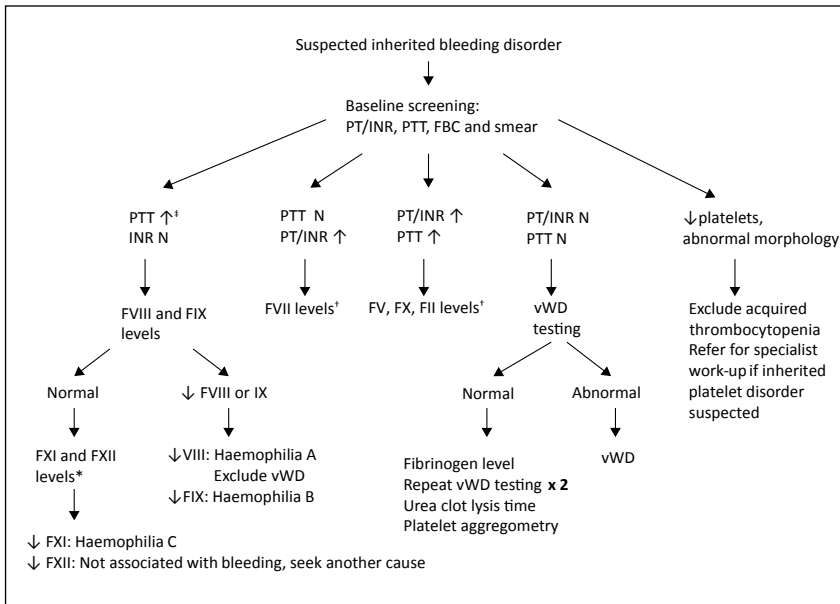 Suspected inherited bleeding disorder
Baseline screening:
PT/INR, PTT, FBC and smear
PTT ↑‡
INR N
PTT N
PT/INR ↑
PT/INR ↑
PTT ↑
PT/INR N
PTT N
↓platelets,
abnormal morphology
FVIII and FIX
levels
FVII levels†
FV, FX, FII levels†
vWD
testing
Exclude acquired
thrombocytopenia
Refer for specialist
work-up if inherited
platelet disorder
suspected
Normal
↓ FVIII or IX
Normal
Abnormal
FXI and FXII
levels*
↓VIII: Haemophilia A
Exclude vWD
↓FIX: Haemophilia B
Fibrinogen level
Repeat vWD testing x 2
Urea clot lysis time
Platelet aggregometry
vWD
↓ FXI: Haemophilia C
↓ FXII: Not associated with bleeding, seek another cause